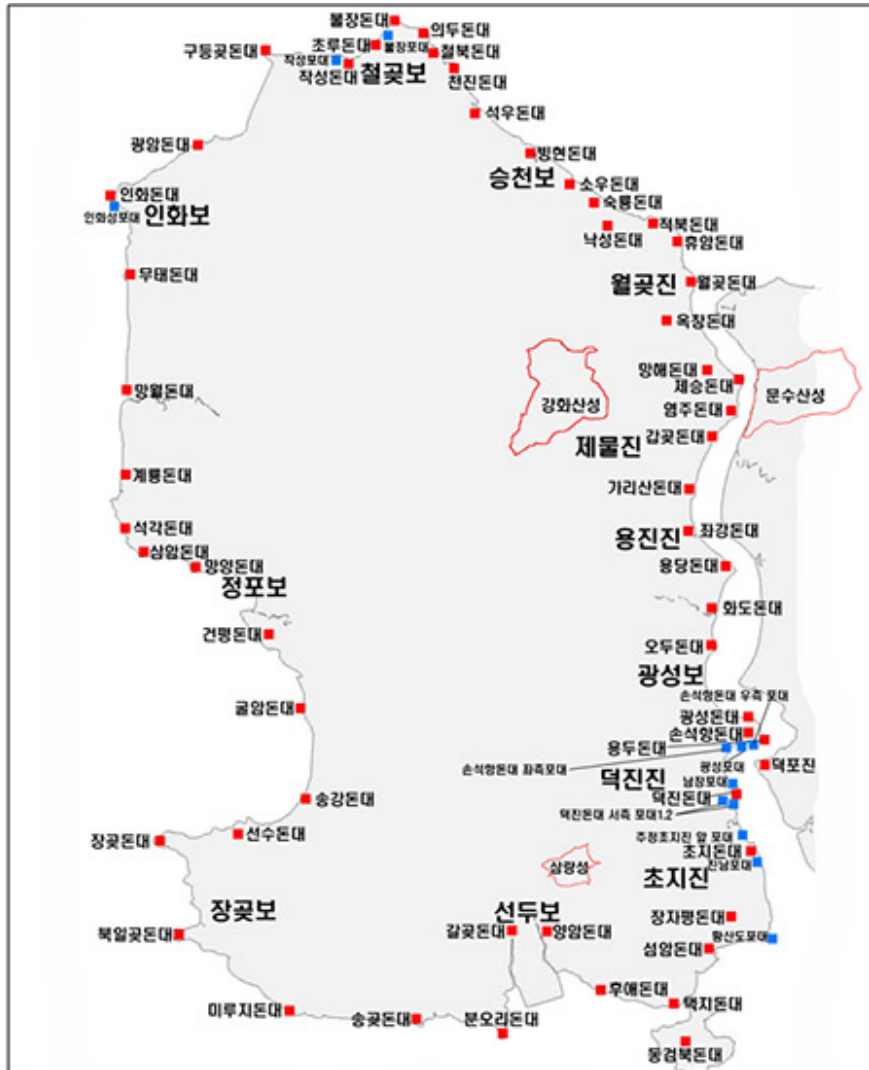 불장돈대
의두돈대
초루돈대
불장포대
구등곶돈대
작성포대
철북돈대
작성돈대
철곶보
천진돈대
석우돈대
광암돈대
빙현돈대
승천보
소우돈대
인화돈대
숙룡돈대
인화성포대
인화보
적북돈대
낙성돈대
휴암돈대
무태돈대
월곶진
월곶돈대
옥창돈대
망해돈대
제승돈대
문수산성
망월돈대
강화산성
염주돈대
갑곶돈대
제물진
계룡돈대
가리산돈대
석각돈대
용진진
좌강돈대
삼암돈대
망양돈대
용당돈대
정포보
화도돈대
건평돈대
오두돈대
광성보
손석항돈대 우측 포대
굴암돈대
광성돈대
손석항돈대
용두돈대
광성포대
덕포진
손석항돈대 좌측포대
덕진진
남장포대
송강돈대
덕진돈대
덕진돈대 서측 포대1.2
장곶돈대
선수돈대
주정초지진 앞 포대
초지돈대
진남포대
삼랑성
초지진
장곶보
선두보
장자평돈대
북일곶돈대
갈곶돈대
양암돈대
황산도포대
섬암돈대
후애돈대
택지돈대
미루지돈대
송곶돈대
분오리돈대
동검북돈대